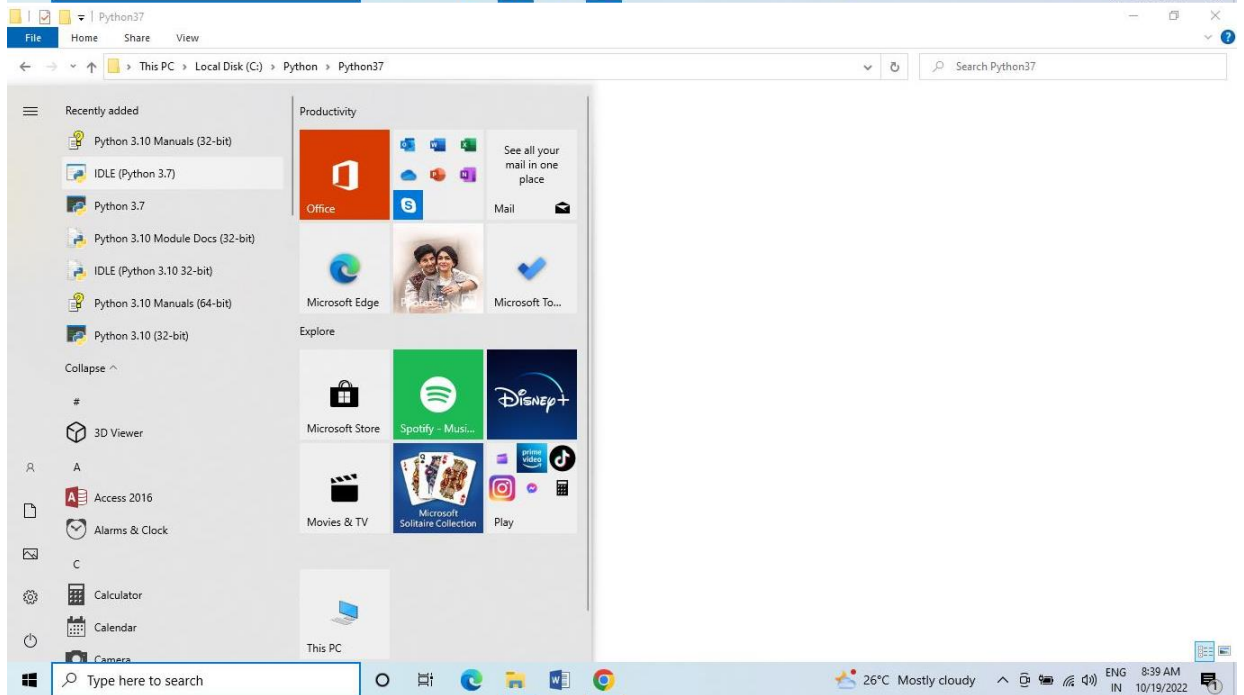 Python37
File Home Share View
This PC > Local Disk (C:) > Python > Python37
Search Python37
Recently added
Python 3.10 Manuals (32-bit)
IDLE (Python 3.7)
Python 3.7
Python 3.10 Module Docs (32-bit)
IDLE (Python 3.10 32-bit)
Python 3.10 Manuals (64-bit)
Python 3.10 (32-bit)
Collapse
#
3D Viewer
A
Access 2016
Alarms & Clock
C
Calculator
Calendar
Camera
Productivity
Office
See all your
mail in one
place
Mail
Microsoft Edge
Microsoft To...
Explore
Microsoft Store
Spotify - Musi...
Disney+
Movies & TV
Microsoft
Solitaire Collection
prime
video
Play
This PC
Type here to search
26°C Mostly cloudy
ENG
IN
8:39 AM
10/19/2022